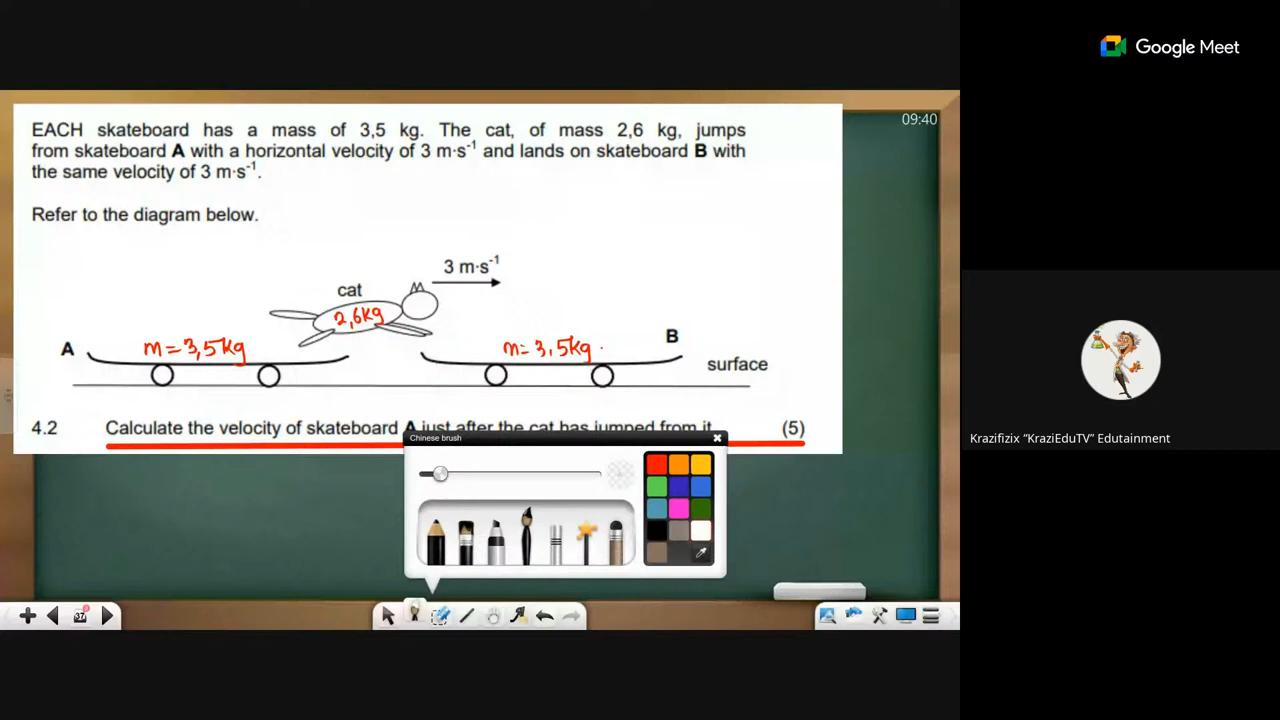 Google Meet
09:40
EACH skateboard has a mass of 3,5 kg. The cat, of mass 2,6 kg, jumps
from skateboard A with a horizontal velocity of 3 m·s⁻¹ and lands on skateboard B with
the same velocity of 3 m·s⁻¹.
Refer to the diagram below.
3 m·s⁻¹
cat
2,6kg
A
m = 3,5 kg
m = 3,5kg
B
surface
4.2 Calculate the velocity of skateboard A just after the cat has jumped from it. (5)
Chinese brush
37
Krazifizix “KraziEduTV” Edutainment